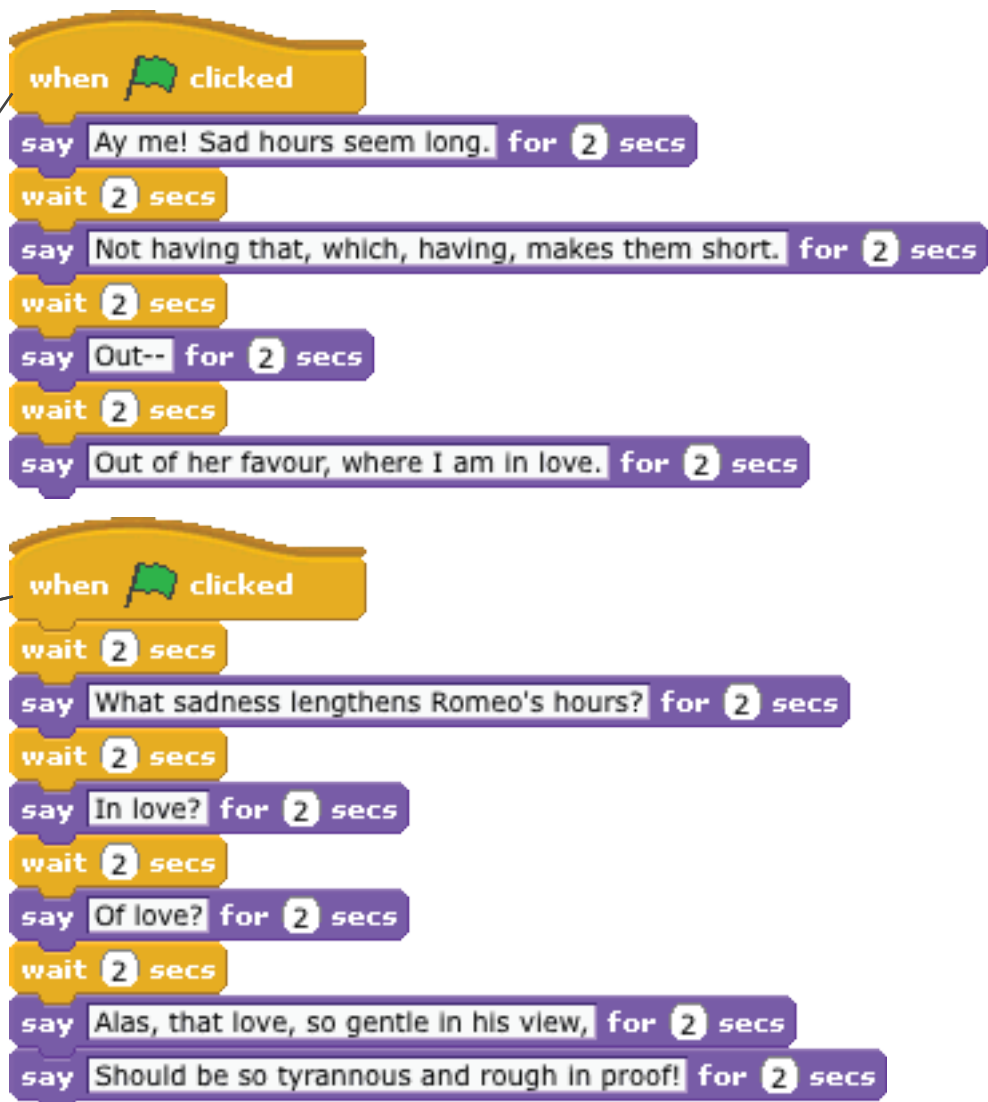 when clicked
say Ay me! Sad hours seem long. for 2 secs
wait 2 secs
say Not having that, which, having, makes them short. for 2 secs
wait 2 secs
say Out-- for 2 secs
wait 2 secs
say Out of her favour, where I am in love. for 2 secs
when clicked
wait 2 secs
say What sadness lengthens Romeo's hours? for 2 secs
wait 2 secs
say In love? for 2 secs
wait 2 secs
say Of love? for 2 secs
wait 2 secs
say Alas, that love, so gentle in his view, for 2 secs
say Should be so tyrannous and rough in proof! for 2 secs